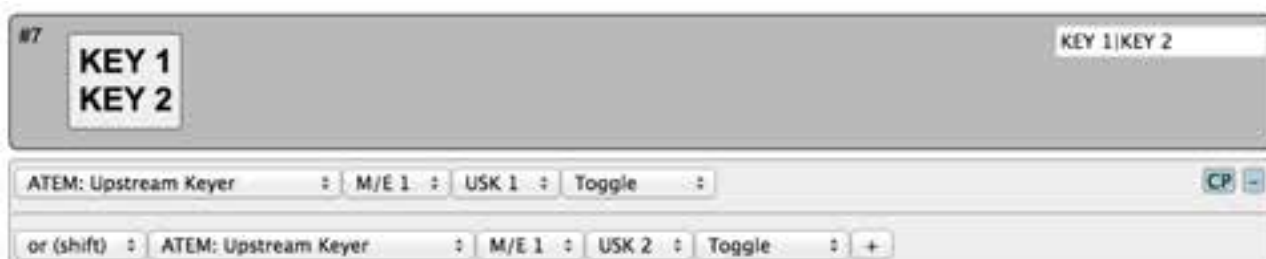 #7
KEY 1
KEY 2
KEY 1|KEY 2
ATEM: Upstream Keyer M/E 1 USK 1 Toggle CP -
or (shift) ATEM: Upstream Keyer M/E 1 USK 2 Toggle +